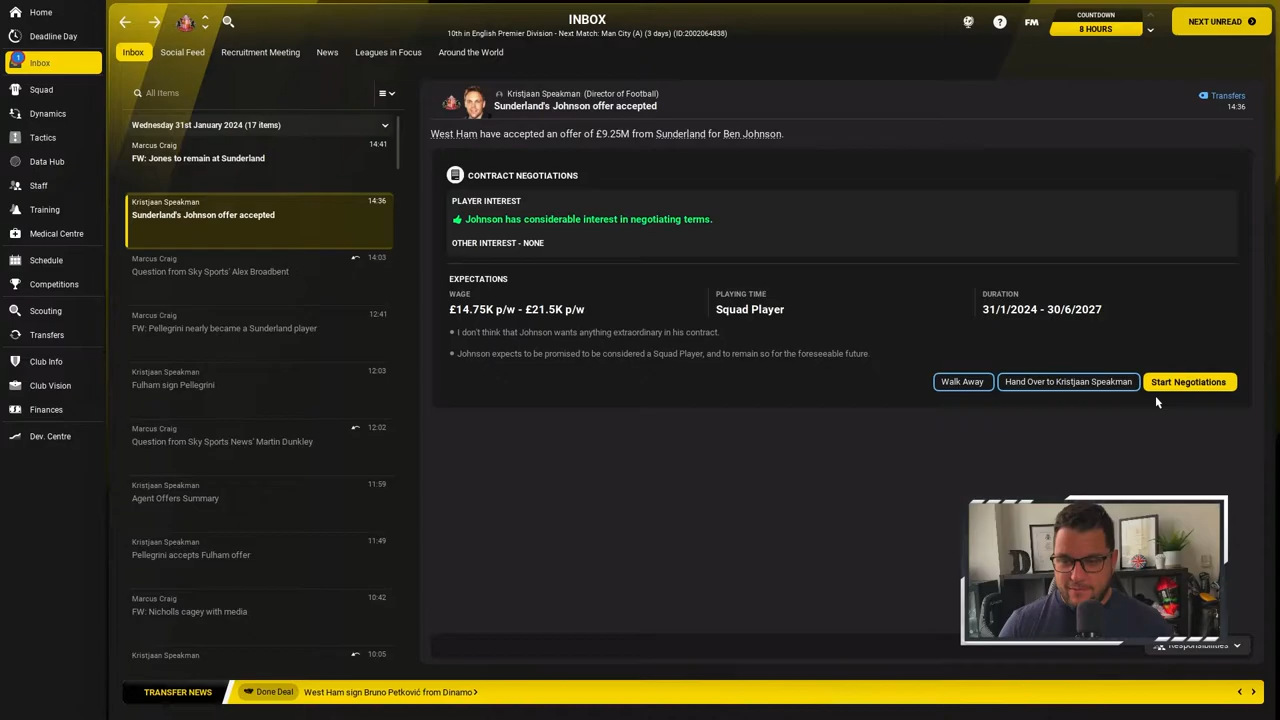 Home
Deadline Day
1
Inbox
Squad
Dynamics
Tactics
Data Hub
Staff
Training
Medical Centre
Schedule
Competitions
Scouting
Transfers
Club Info
Club Vision
Finances
Dev. Centre
INBOX
10th in English Premier Division - Next Match: Man City (A) (3 days) (ID:2002064838)
?
FM
COUNTDOWN
8 HOURS
NEXT UNREAD
Inbox
Social Feed
Recruitment Meeting
News
Leagues in Focus
Around the World
All Items
Wednesday 31st January 2024 (17 items)
Marcus Craig 14:41
FW: Jones to remain at Sunderland
Kristjaan Speakman 14:36
Sunderland's Johnson offer accepted
Marcus Craig 14:03
Question from Sky Sports' Alex Broadbent
Marcus Craig 12:41
FW: Pellegrini nearly became a Sunderland player
Kristjaan Speakman 12:03
Fulham sign Pellegrini
Marcus Craig 12:02
Question from Sky Sports News' Martin Dunkley
Kristjaan Speakman 11:59
Agent Offers Summary
Kristjaan Speakman 11:49
Pellegrini accepts Fulham offer
Marcus Craig 10:42
FW: Nicholls cagey with media
Kristjaan Speakman 10:05
Kristjaan Speakman (Director of Football)
Sunderland's Johnson offer accepted
Transfers
14:36
West Ham have accepted an offer of £9.25M from Sunderland for Ben Johnson.
CONTRACT NEGOTIATIONS
PLAYER INTEREST
Johnson has considerable interest in negotiating terms.
OTHER INTEREST - NONE
EXPECTATIONS
WAGE
£14.75K p/w - £21.5K p/w
PLAYING TIME
Squad Player
DURATION
31/1/2024 - 30/6/2027
I don't think that Johnson wants anything extraordinary in his contract.
Johnson expects to be promised to be considered a Squad Player, and to remain so for the foreseeable future.
Walk Away
Hand Over to Kristjaan Speakman
Start Negotiations
D
Responsibilities
TRANSFER NEWS
Done Deal
West Ham sign Bruno Petković from Dinamo